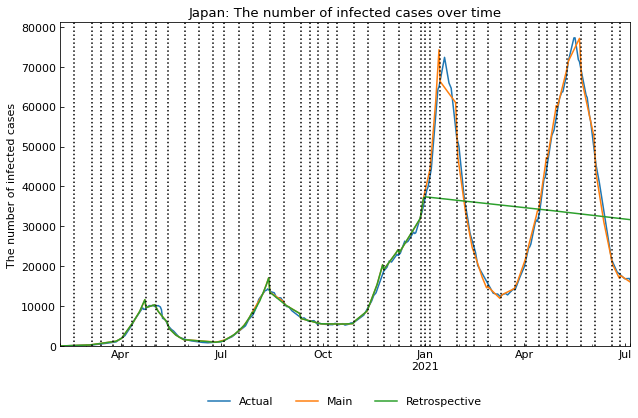 Japan: The number of infected cases over time
The number of infected cases
80000
70000
60000
50000
40000
30000
20000
10000
0
Apr Jul Oct Jan Apr Jul
2021
Actual Main Retrospective